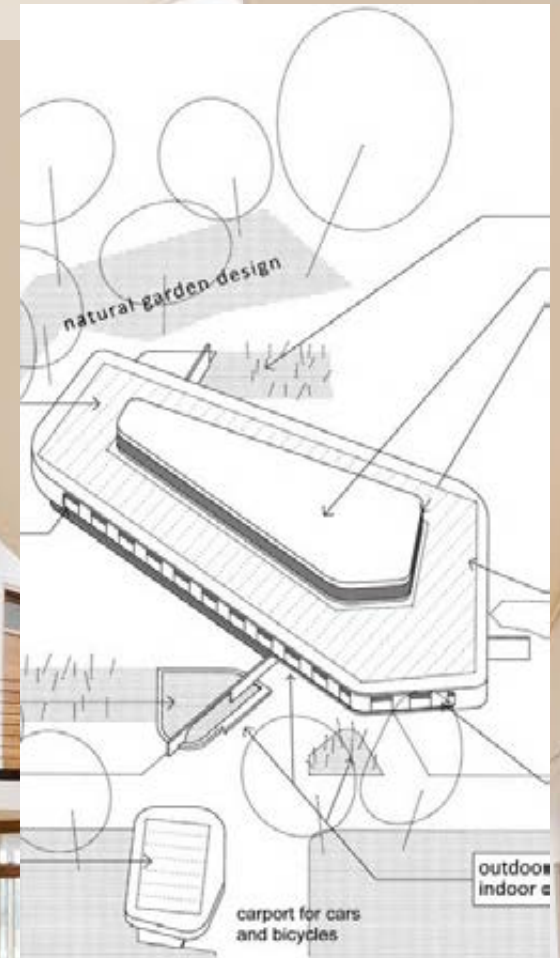 natural garden design
outdoor
indoor
carport for cars
and bicycles